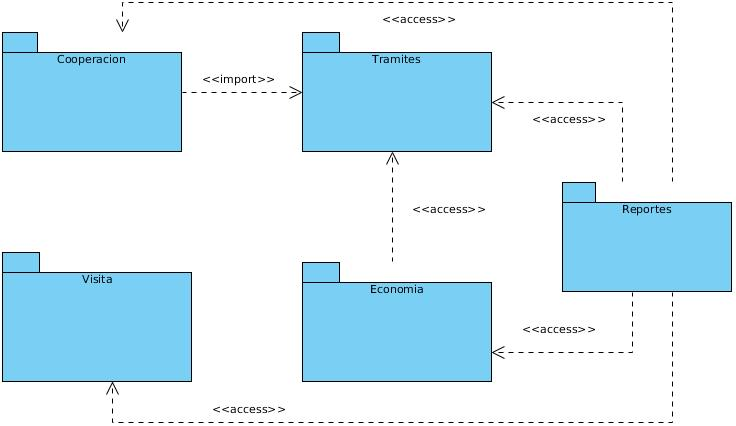 <<access>>
Cooperacion
Tramites
<<import>>
<<access>>
<<access>>
Reportes
Visita
Economia
<<access>>
<<access>>